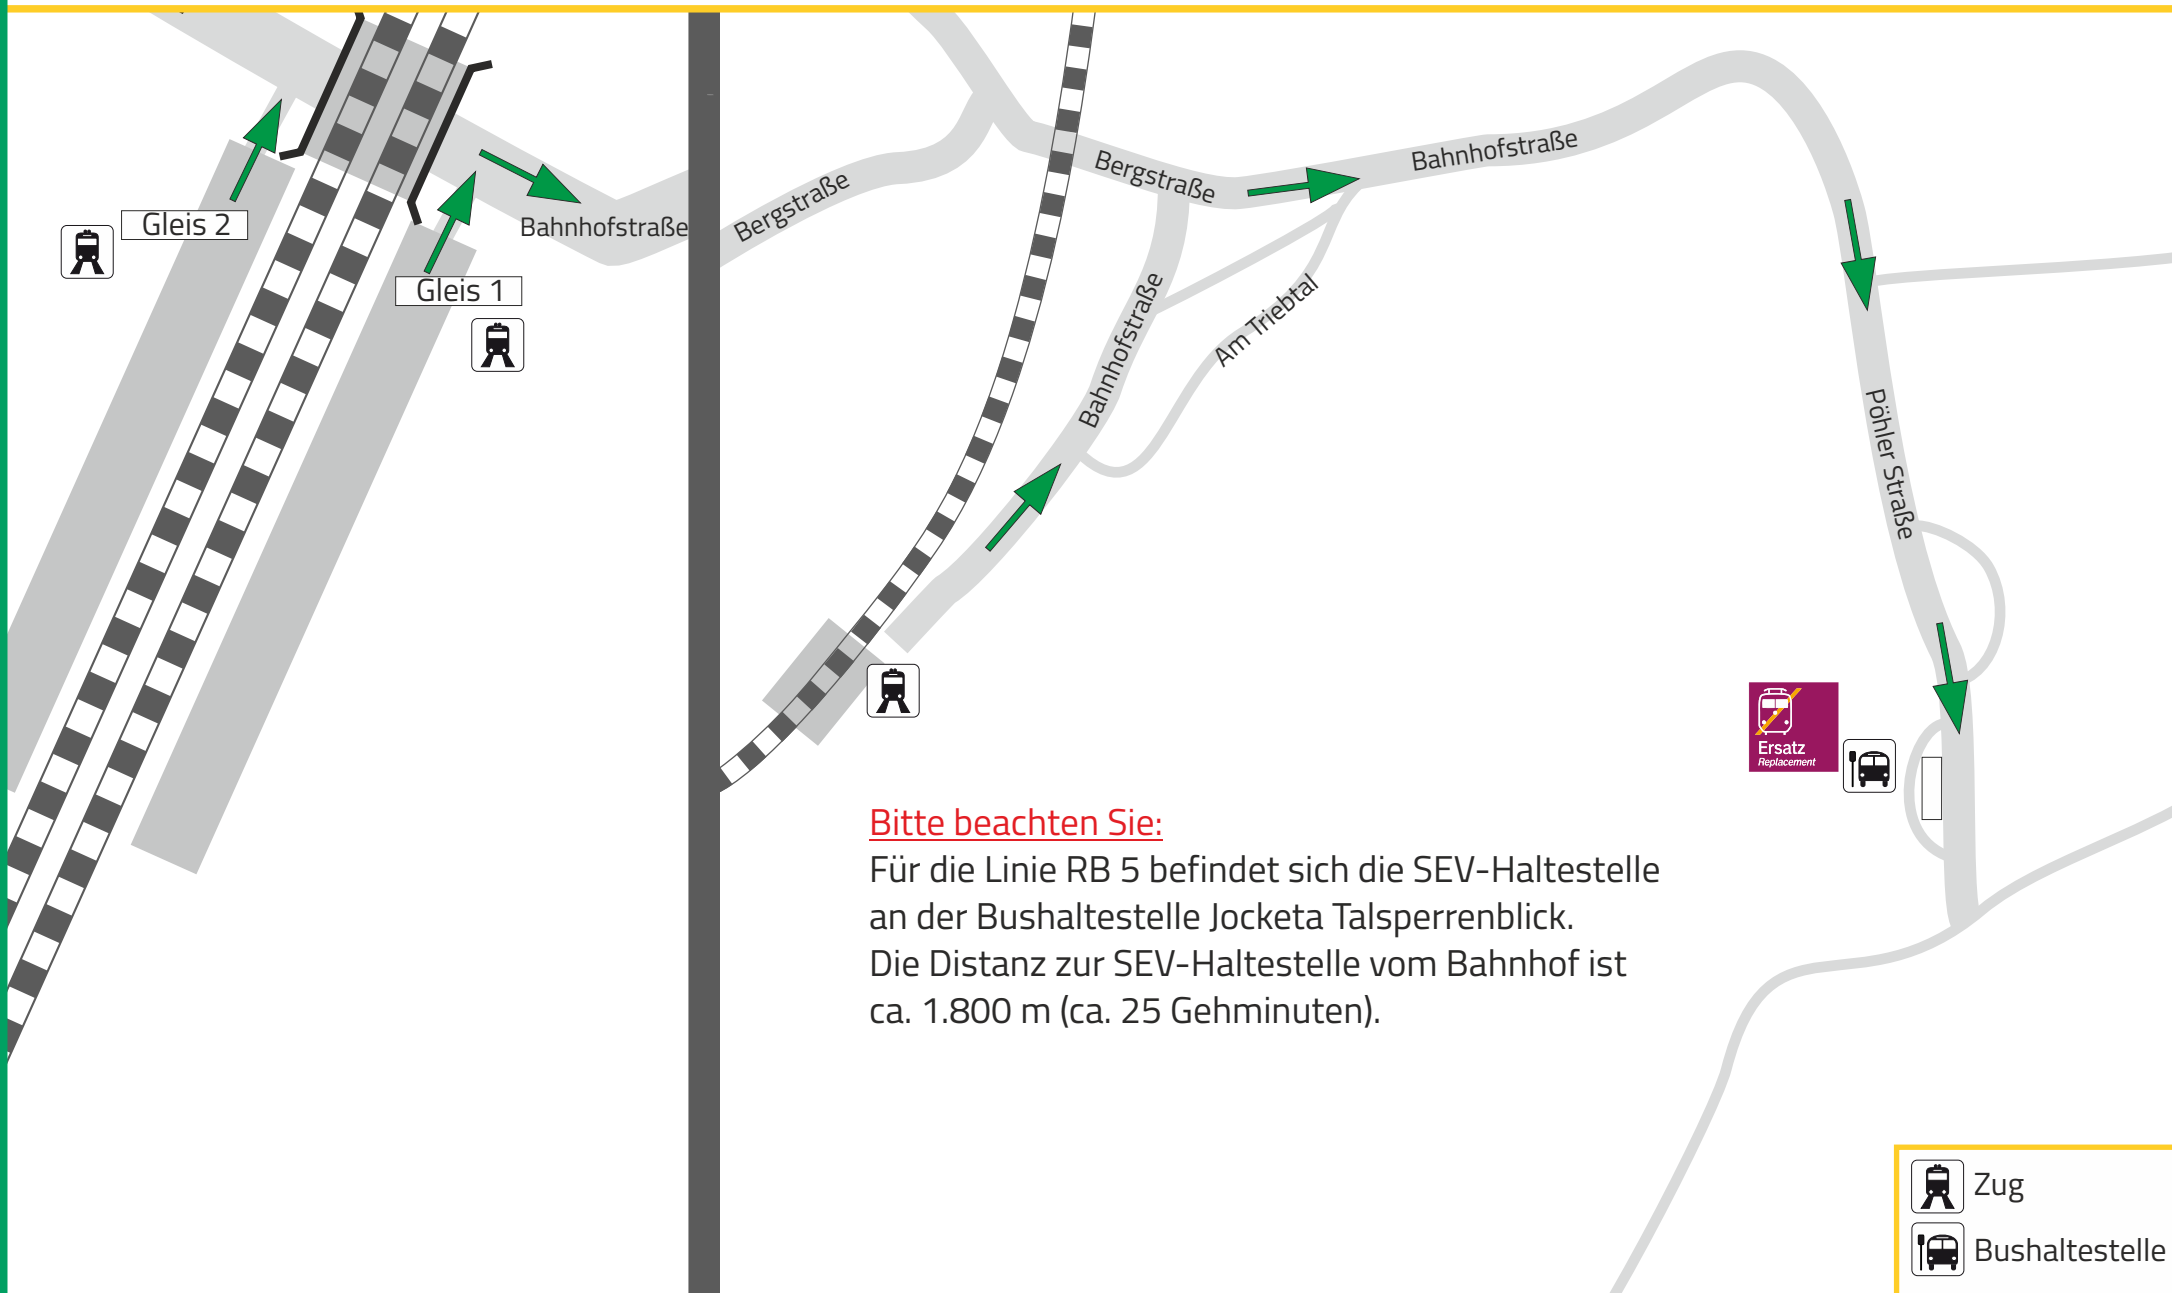 Gleis 2
Gleis 1
Bahnhofstraße
Bergstraße
Bergstraße
Bahnhofstraße
Bahnhofstraße
Am Triebtal
Pöhler Straße
Ersatz
Replacement
Bitte beachten Sie:
Für die Linie RB 5 befindet sich die SEV-Haltestelle
an der Bushaltestelle Jocketa Talsperrenblick.
Die Distanz zur SEV-Haltestelle vom Bahnhof ist
ca. 1.800 m (ca. 25 Gehminuten).
Zug
Bushaltestelle